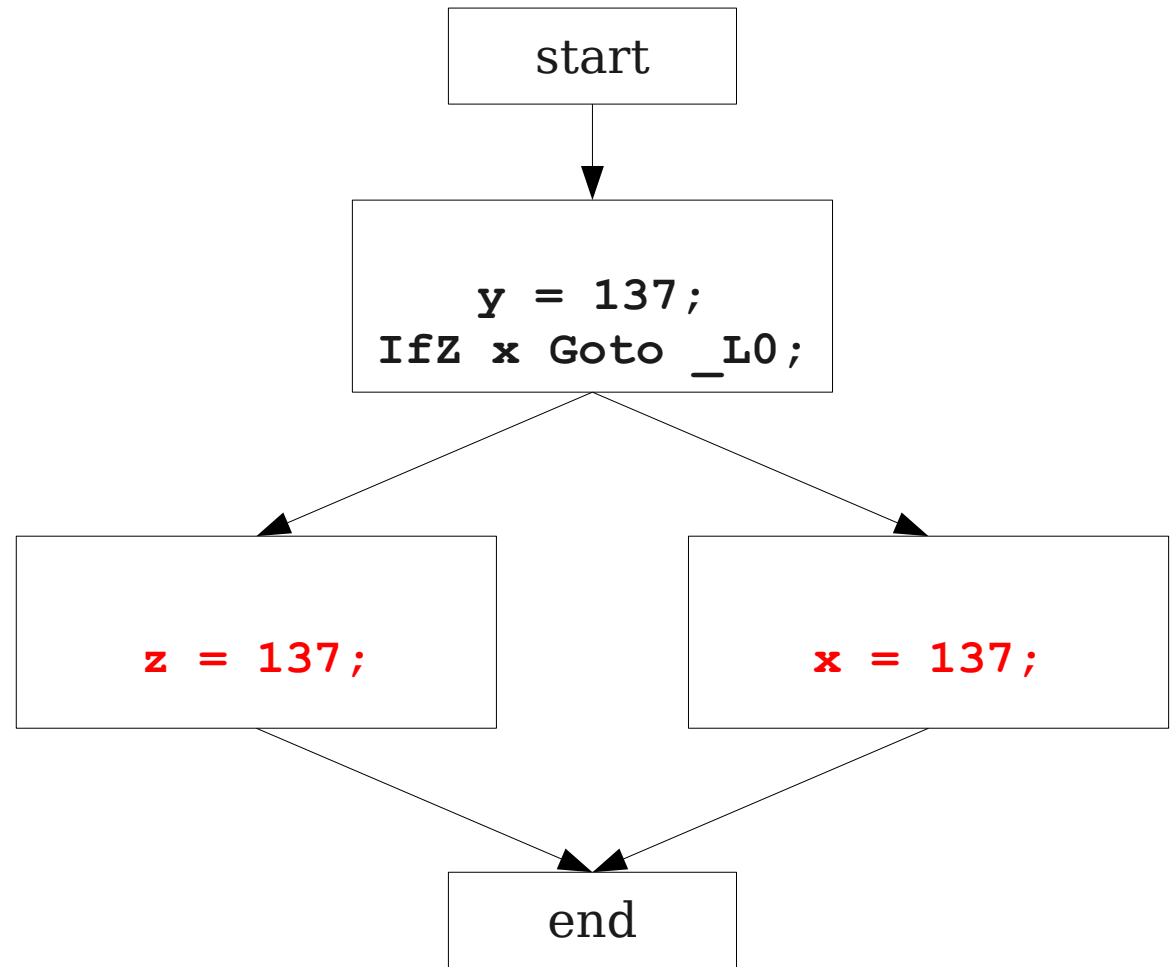 start
y = 137;
IfZ x Goto _L0;
z = 137;
x = 137;
end